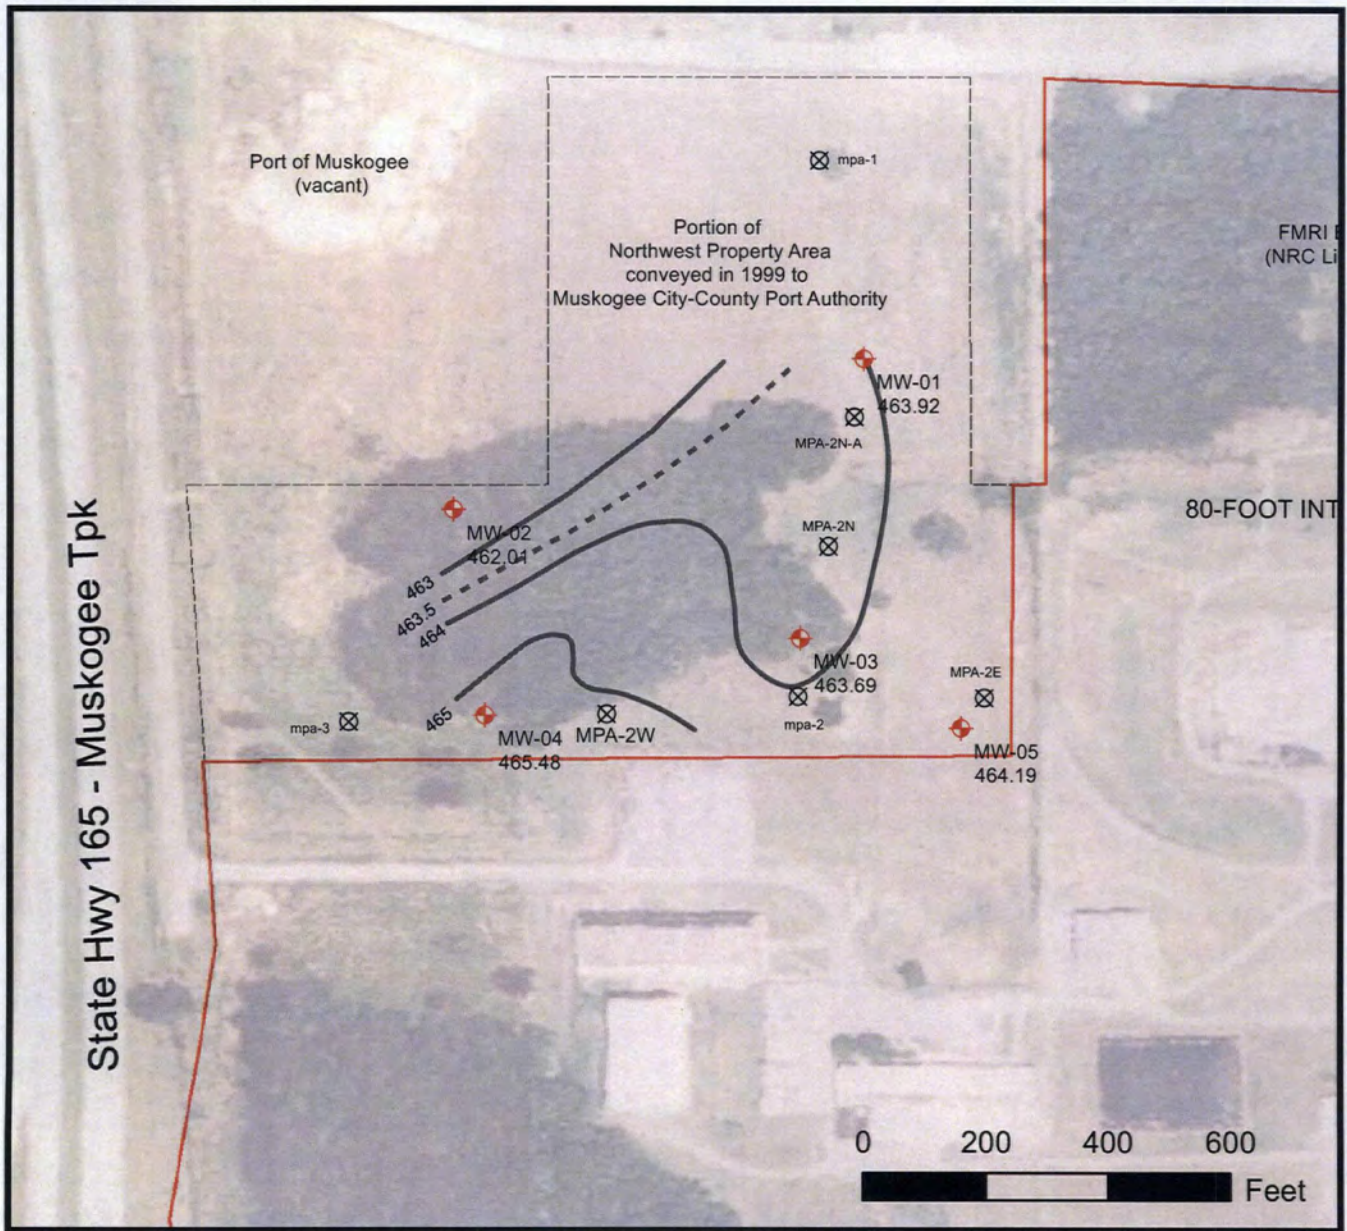 Port of Muskogee
(vacant)
mpa-1
Portion of
Northwest Property Area
conveyed in 1999 to
Muskogee City-County Port Authority
FMRI
(NRC Li
MW-01
463.92
MPA-2N-A
80-FOOT INT
MW-02
462.01
MPA-2N
463
463.5
464
MW-03
463.69
MPA-2E
465
mpa-3
MW-04
465.48
MPA-2W
mpa-2
MW-05
464.19
State Hwy 165 - Muskogee Tpk
0 200 400 600
Feet